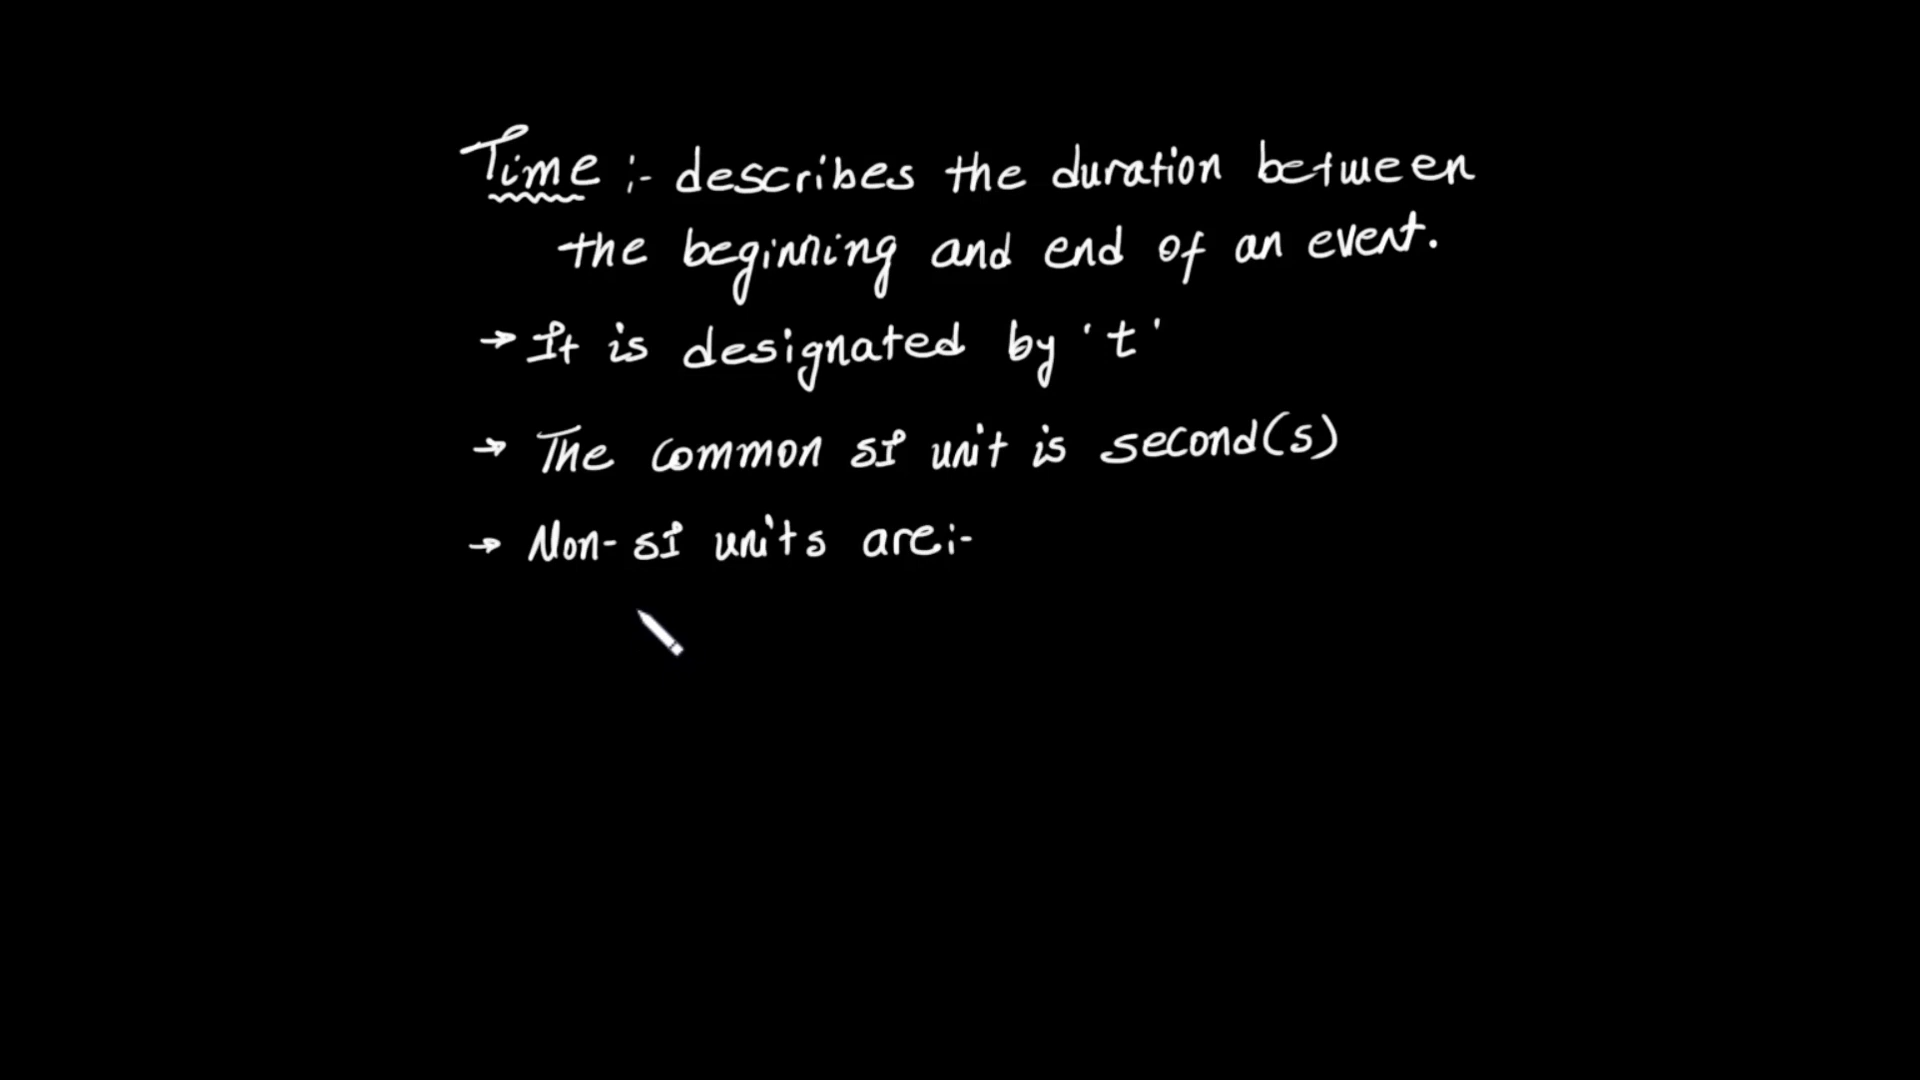 Time :- describes the duration between
the beginning and end of an event.
→ It is designated by 't'
→ The common SI unit is second(s)
→ Non-SI units are:-